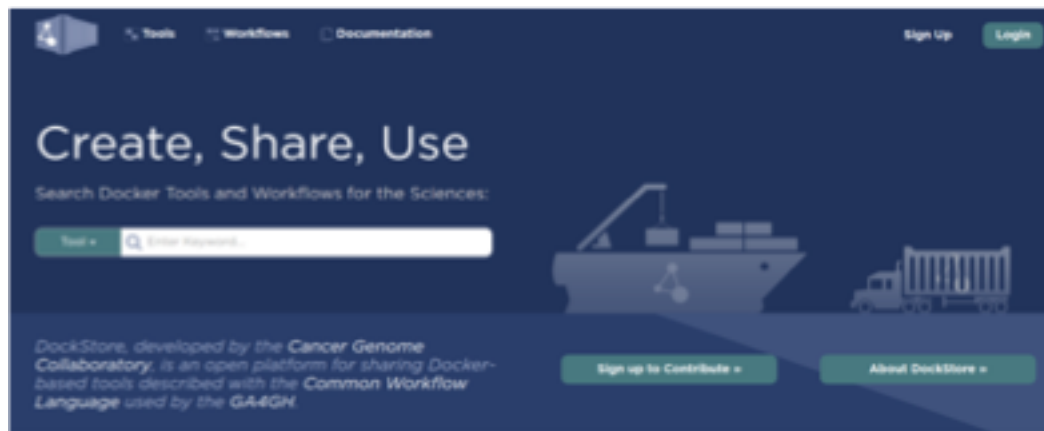 Tools Workflows Documentation Sign Up Login
Create, Share, Use
Search Docker Tools and Workflows for the Sciences:
Tool Enter Keyword...
DockStore, developed by the Cancer Genome
Collaboratory, is an open platform for sharing Docker-
based tools described with the Common Workflow
Language used by the GA4GH.
Sign up to Contribute »
About DockStore »